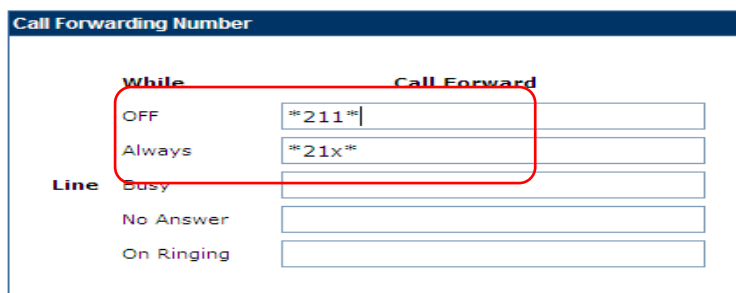 Call Forwarding Number
While Call Forward
OFF *211*
Always *21x*
Line Busy
No Answer
On Ringing